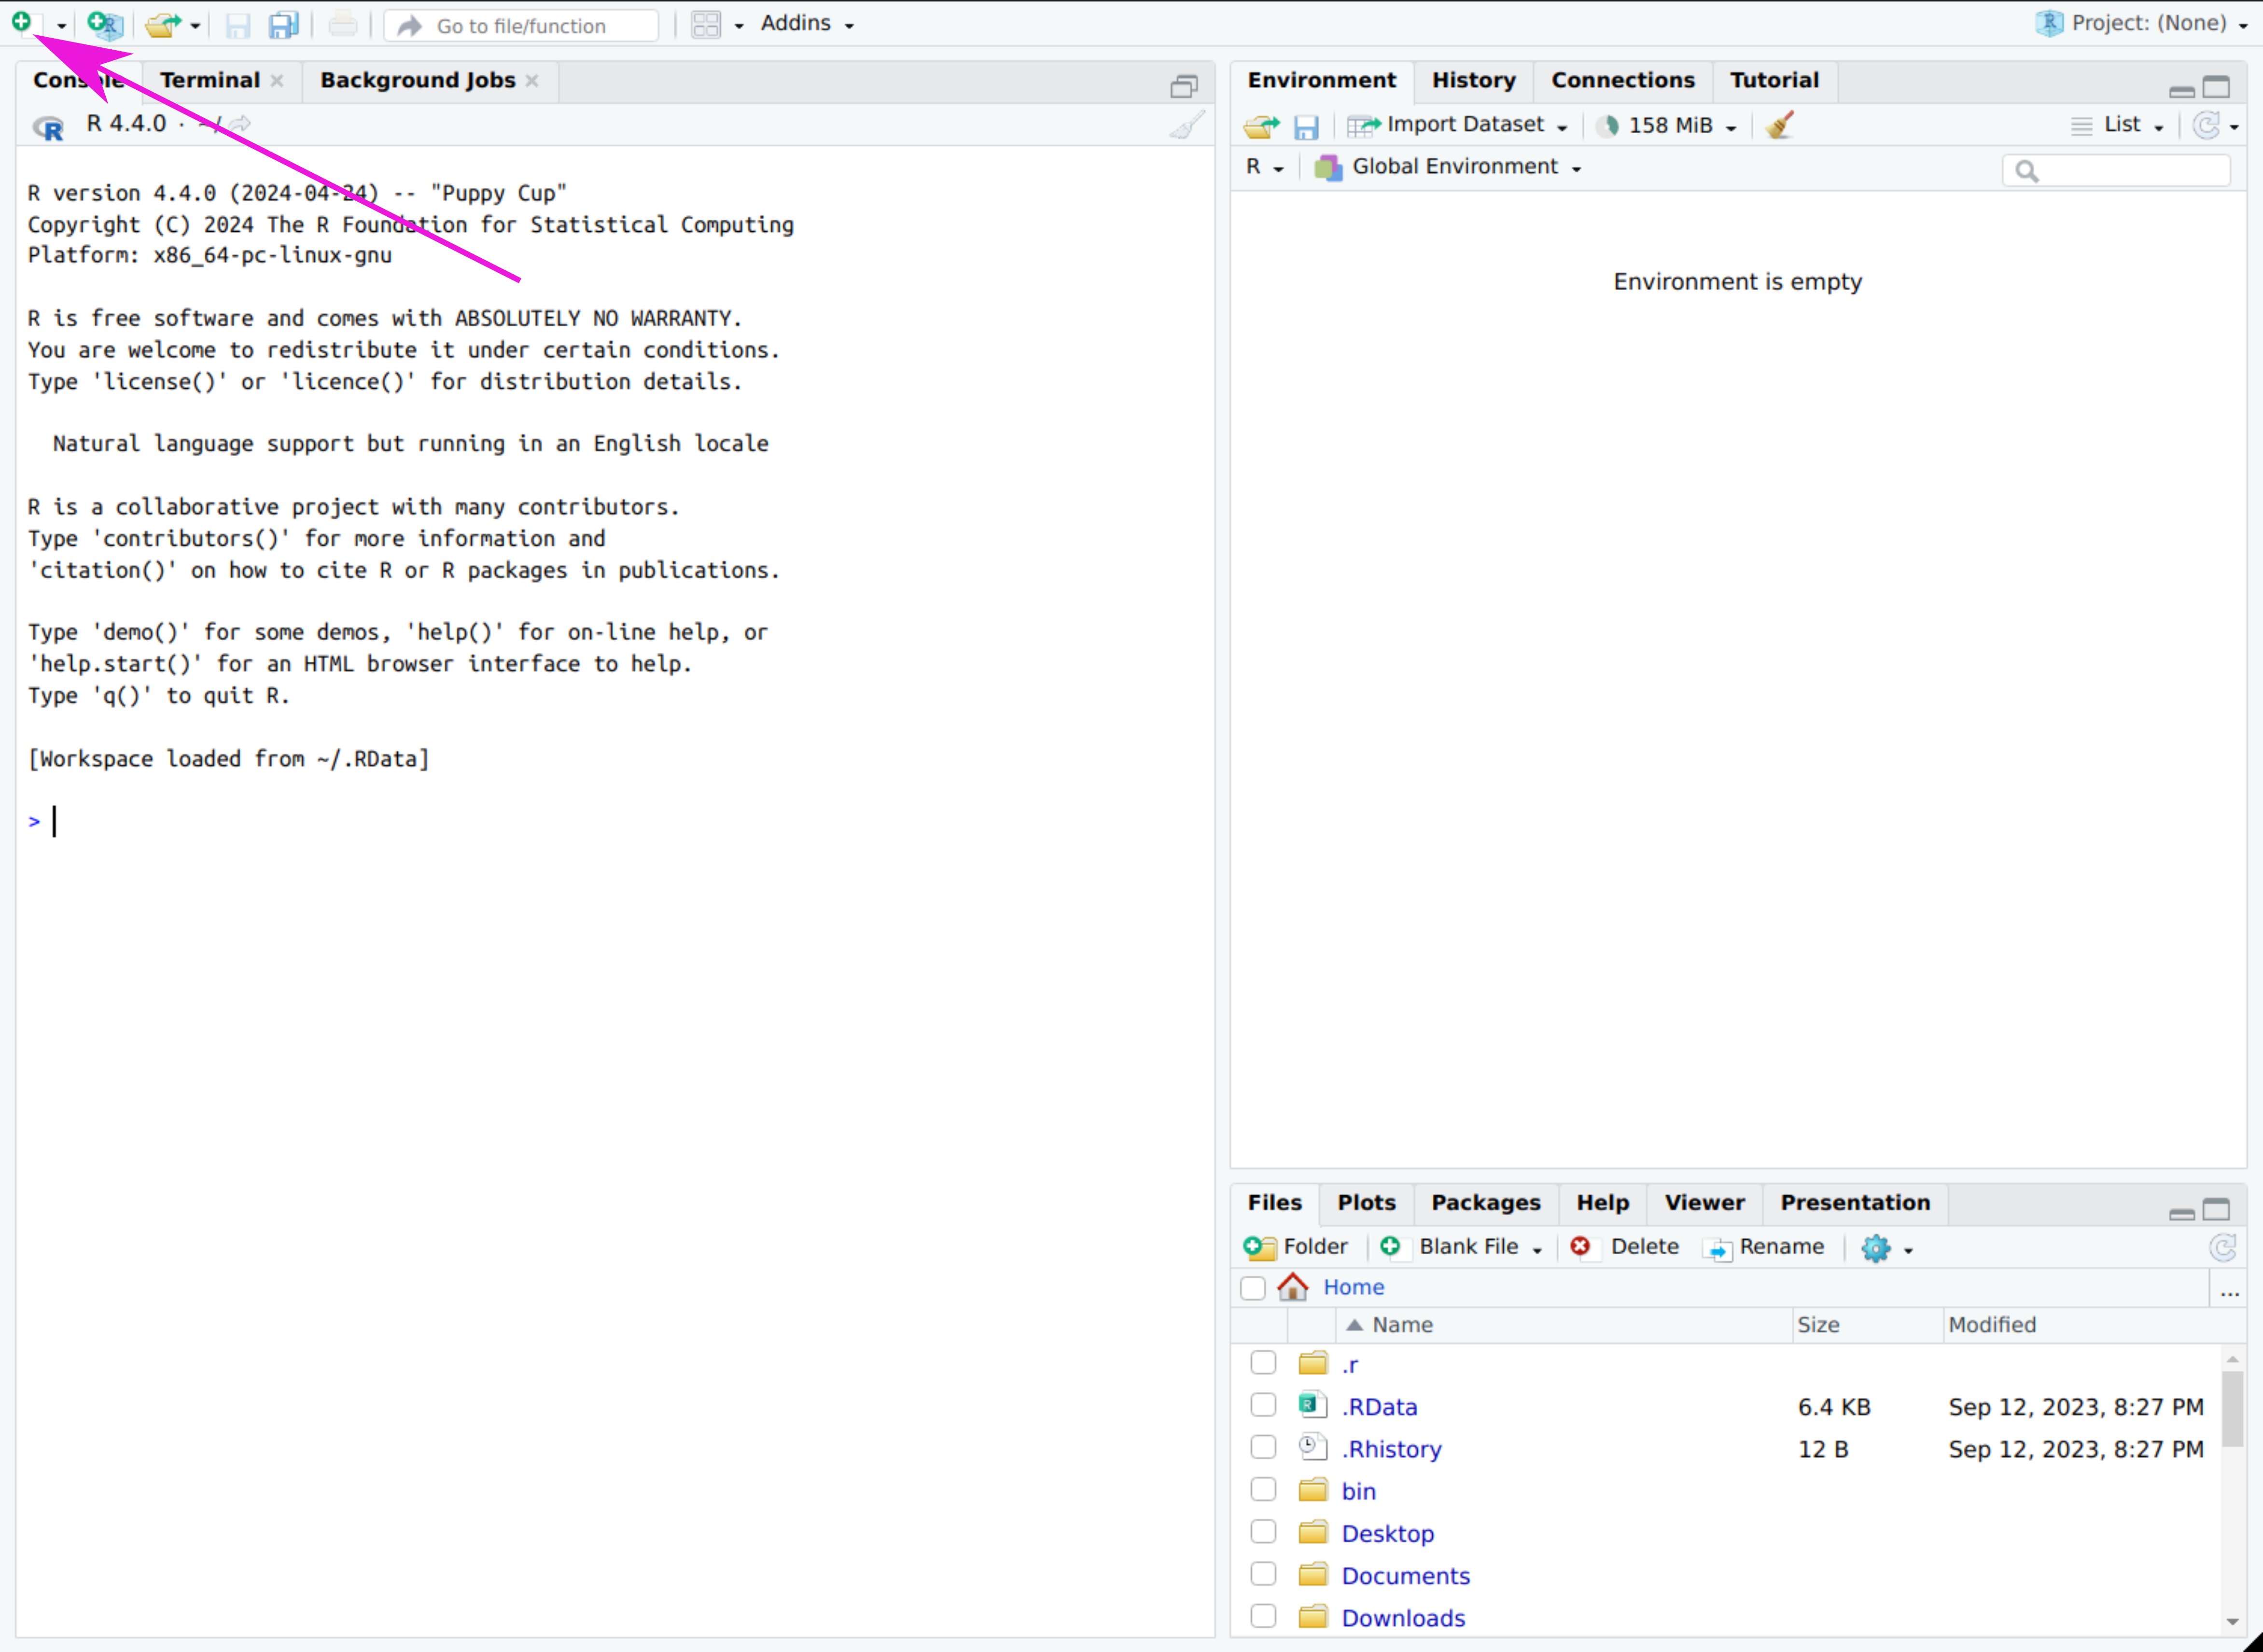 Go to file/function
Addins
Project: (None)
Console Terminal Background Jobs
R 4.4.0 · ~/
R version 4.4.0 (2024-04-24) -- "Puppy Cup"
Copyright (C) 2024 The R Foundation for Statistical Computing
Platform: x86_64-pc-linux-gnu
R is free software and comes with ABSOLUTELY NO WARRANTY.
You are welcome to redistribute it under certain conditions.
Type 'license()' or 'licence()' for distribution details.
Natural language support but running in an English locale
R is a collaborative project with many contributors.
Type 'contributors()' for more information and
'citation()' on how to cite R or R packages in publications.
Type 'demo()' for some demos, 'help()' for on-line help, or
'help.start()' for an HTML browser interface to help.
Type 'q()' to quit R.
[Workspace loaded from ~/.RData]
>
Environment History Connections Tutorial
Import Dataset 158 MiB List
R Global Environment
Environment is empty
Files Plots Packages Help Viewer Presentation
Folder Blank File Delete Rename
Home ...
Name Size Modified
.r
.RData 6.4 KB Sep 12, 2023, 8:27 PM
.Rhistory 12 B Sep 12, 2023, 8:27 PM
bin
Desktop
Documents
Downloads